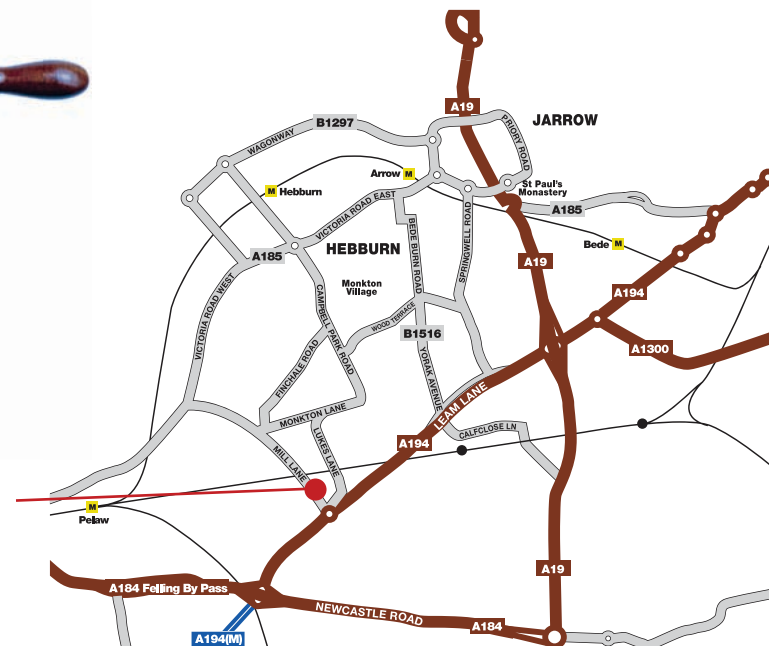 A19
JARROW
B1297
WAGONWAY
PRIORY ROAD
Arrow M
M Hebburn
St Paul's
Monastery
VICTORIA ROAD EAST
A185
BEDE BURN ROAD
SPRINGWELL ROAD
HEBBURN
Bede M
A185
A19
Monkton
Village
A194
CAMPBELL PARK ROAD
VICTORIA ROAD WEST
WOOD TERRACE
B1516
A1300
FINCHALE ROAD
YORAK AVENUE
LEAM LANE
MONKTON LANE
A194
CALFCLOSE LN
LUKES LANE
MILL LANE
M
Pelaw
A19
A184 Felling By Pass
NEWCASTLE ROAD
A184
A194(M)